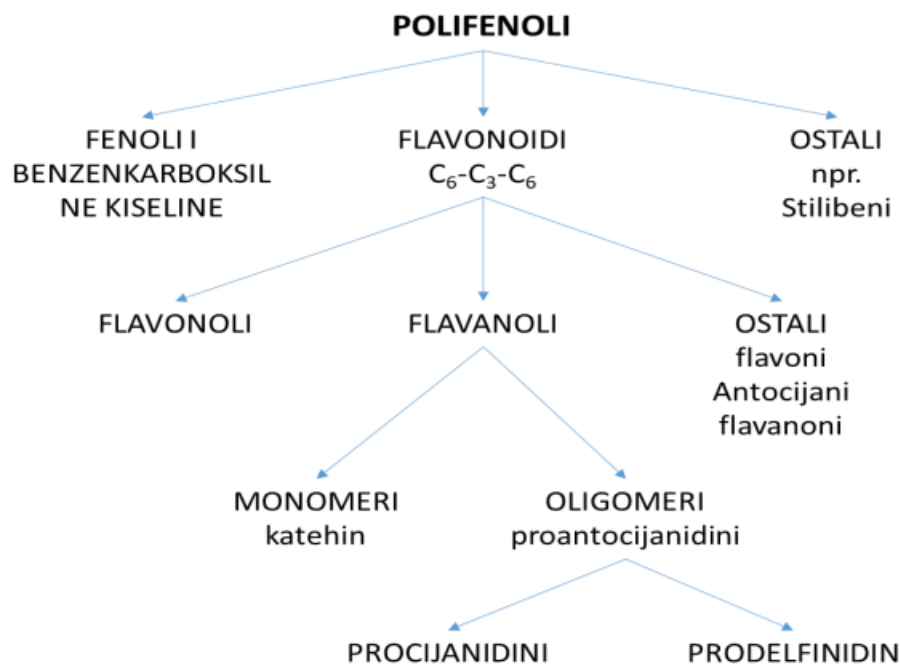 POLIFENOLI
FENOLI I
BENZENKARBOKSIL
NE KISELINE
FLAVONOIDI
C₆-C₃-C₆
OSTALI
npr.
Stilibeni
FLAVONOLI
FLAVANOLI
OSTALI
flavoni
Antocijani
flavanoni
MONOMERI
katehin
OLIGOMERI
proantocijanidini
PROCIJANIDINI
PRODELFINIDIN